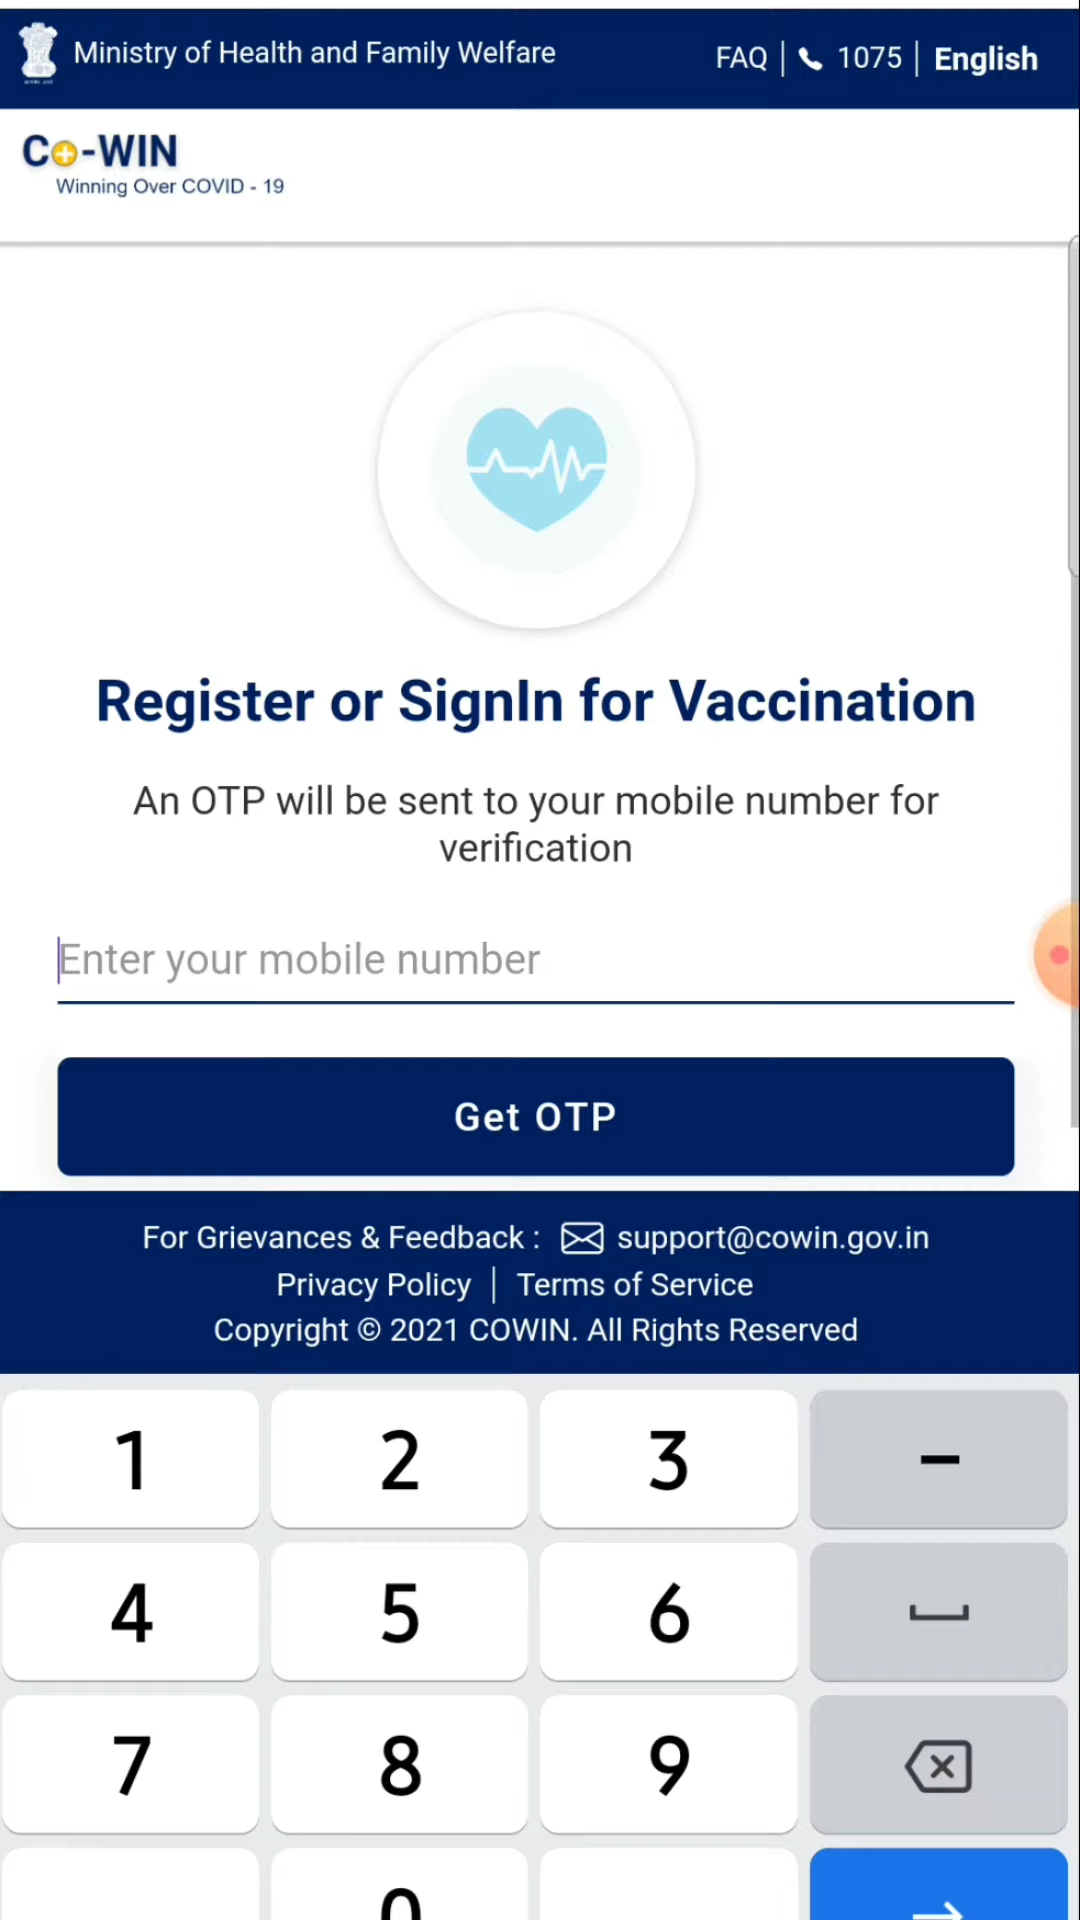 Ministry of Health and Family Welfare
FAQ | 1075 | English
Co-WIN
Winning Over COVID - 19
Register or SignIn for Vaccination
An OTP will be sent to your mobile number for
verification
Enter your mobile number
Get OTP
For Grievances & Feedback : support@cowin.gov.in
Privacy Policy | Terms of Service
Copyright © 2021 COWIN. All Rights Reserved
1 2 3 –
4 5 6
7 8 9
0